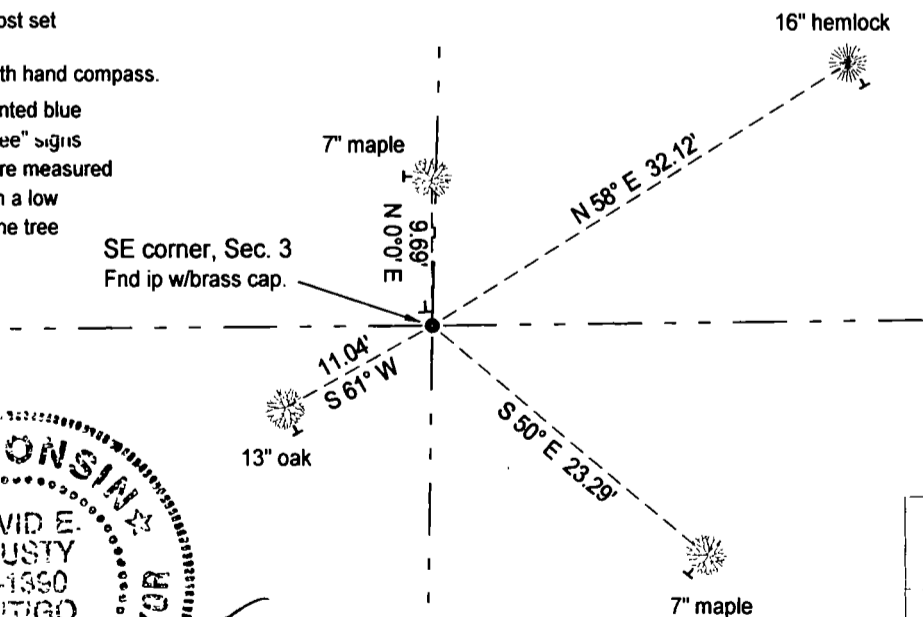 ost set
th hand compass.
nted blue
ee" signs
re measured
n a low
ne tree
16" hemlock
7" maple
N 58° E 32.12'
9.69'
N 0°0' E
SE corner, Sec. 3
Fnd ip w/brass cap.
11.04'
S 61° W
13" oak
S 50° E 23.29'
7" maple
ONSIN
VID E.
USTY
-1390
TIGO